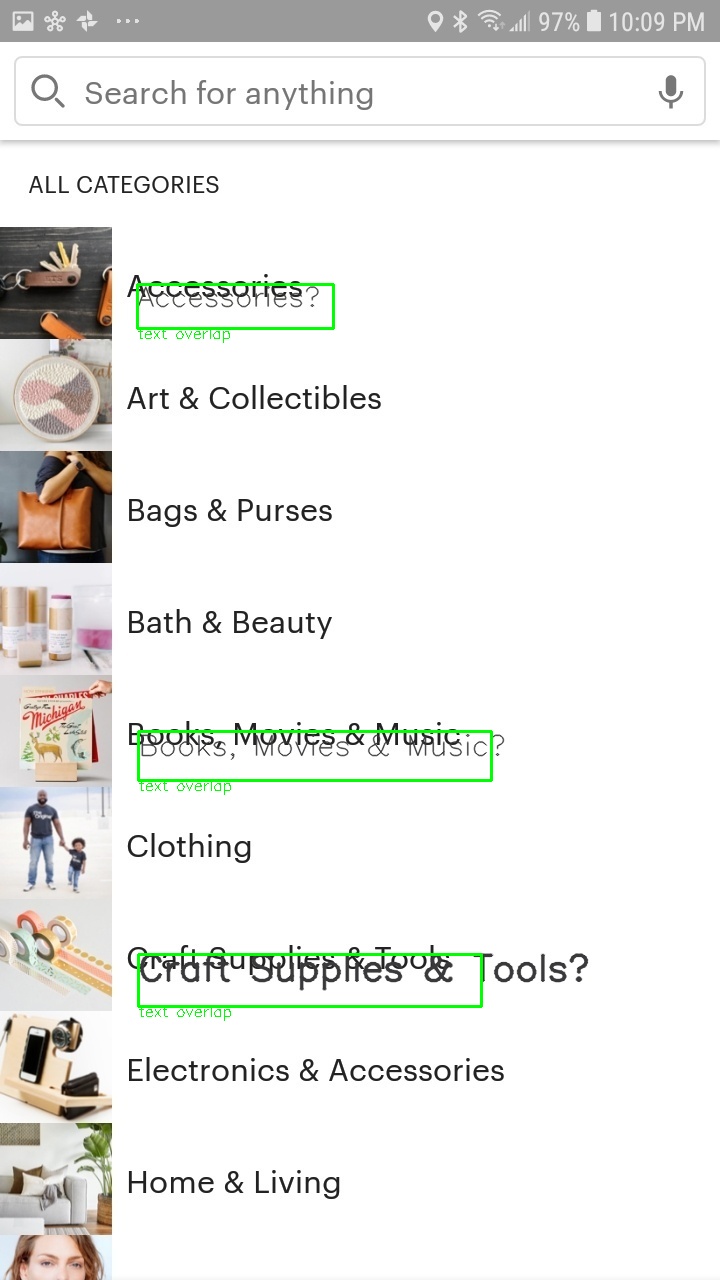 97% 10:09 PM
Search for anything
ALL CATEGORIES
Accessories
Accessories?
text overlap
Art & Collectibles
Bags & Purses
Bath & Beauty
Michigan
Books, Movies & Music
Books, Movies & Music?
text overlap
Clothing
Craft Supplies & Tools
Craft Supplies & Tools?
text overlap
Electronics & Accessories
Home & Living